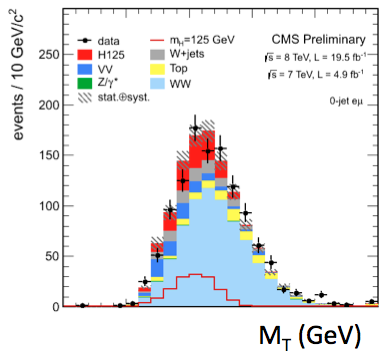 events / 10 GeV/c²
250
200
150
100
50
0
data
m_H=125 GeV
H125
W+jets
VV
Top
Z/γ*
WW
stat.⊕syst.
CMS Preliminary
√s = 8 TeV, L = 19.5 fb⁻¹
√s = 7 TeV, L = 4.9 fb⁻¹
0-jet eμ
M_T (GeV)